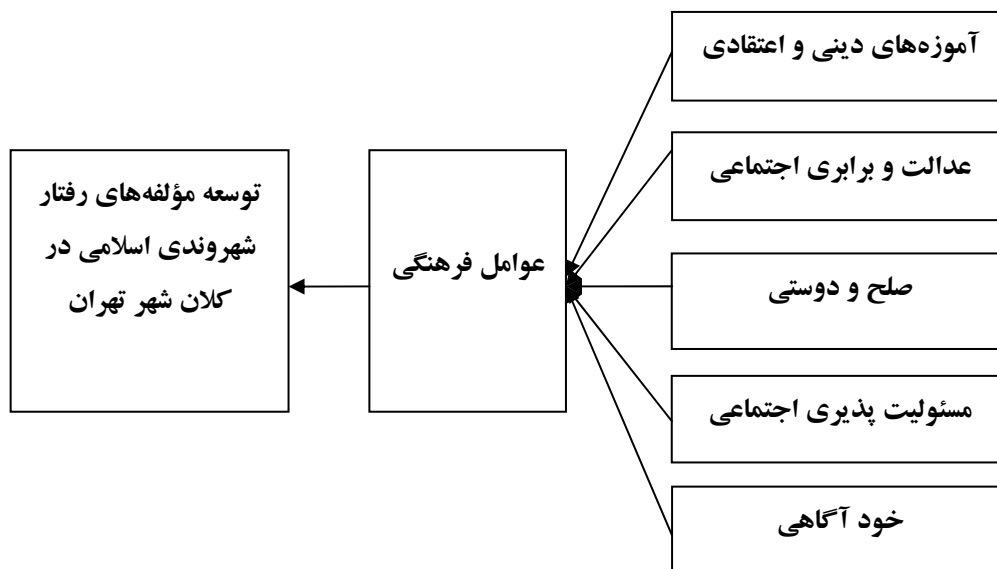 آموزه‌های دینی و اعتقادی
عدالت و برابری اجتماعی
صلح و دوستی
مسئولیت پذیری اجتماعی
خود آگاهی
عوامل فرهنگی
توسعه مؤلفه‌های رفتار
شهروندی اسلامی در
کلان شهر تهران